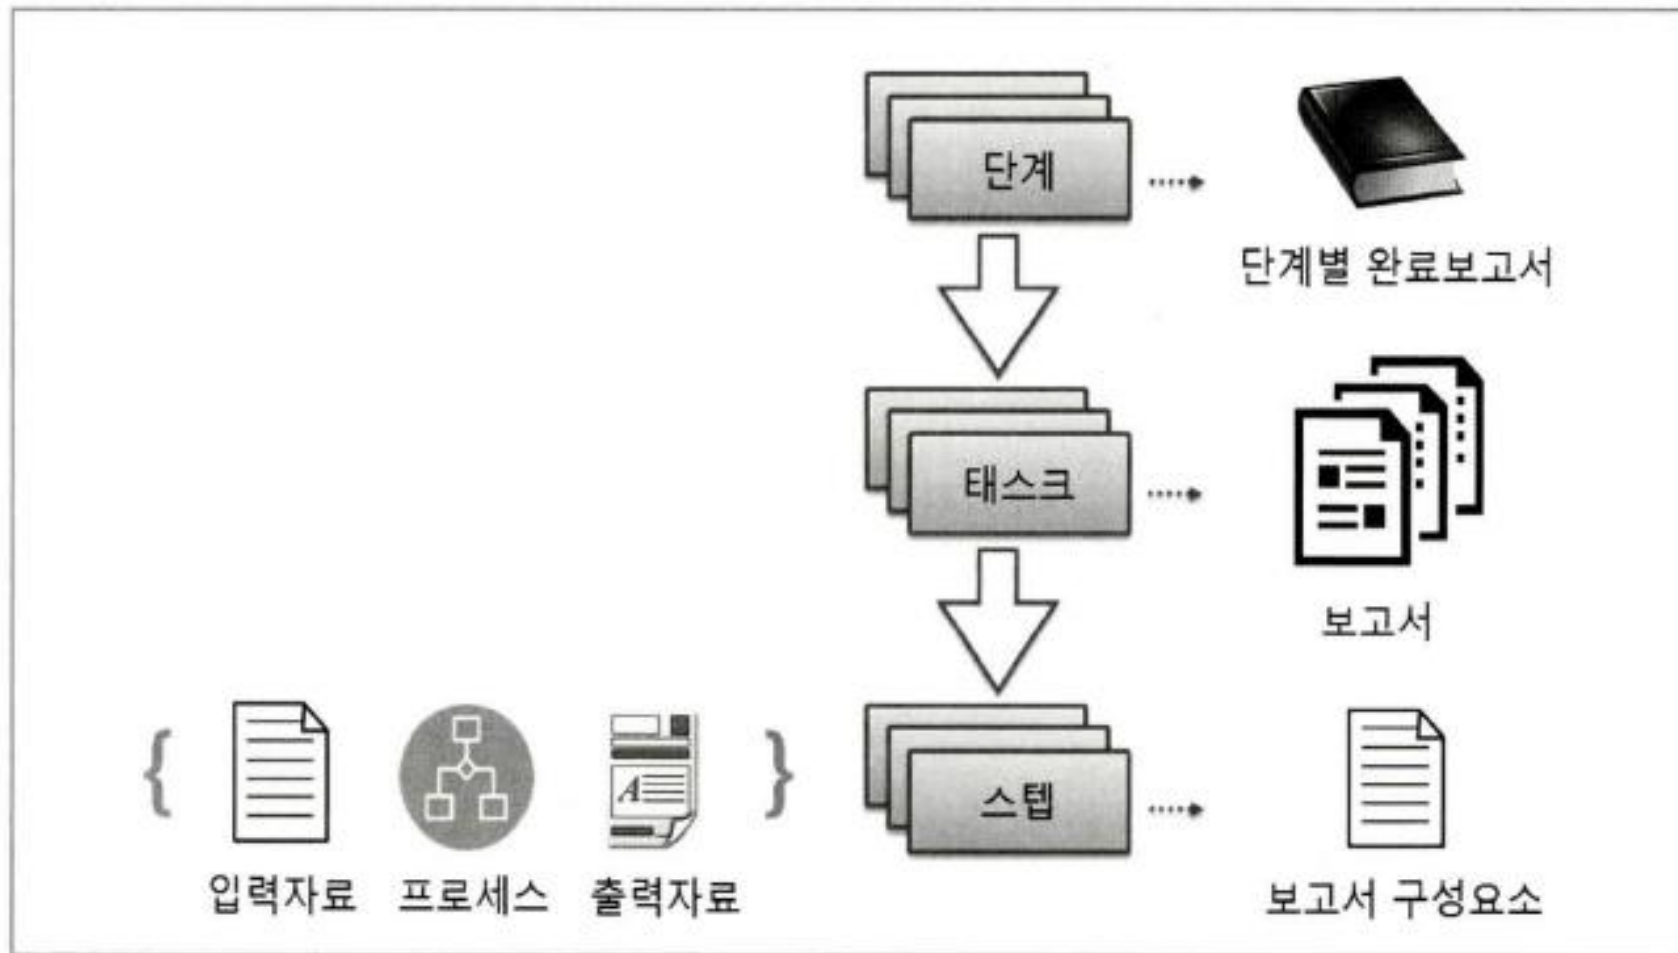 단계
단계별 완료보고서
태스크
보고서
스텝
입력자료 프로세스 출력자료
보고서 구성요소